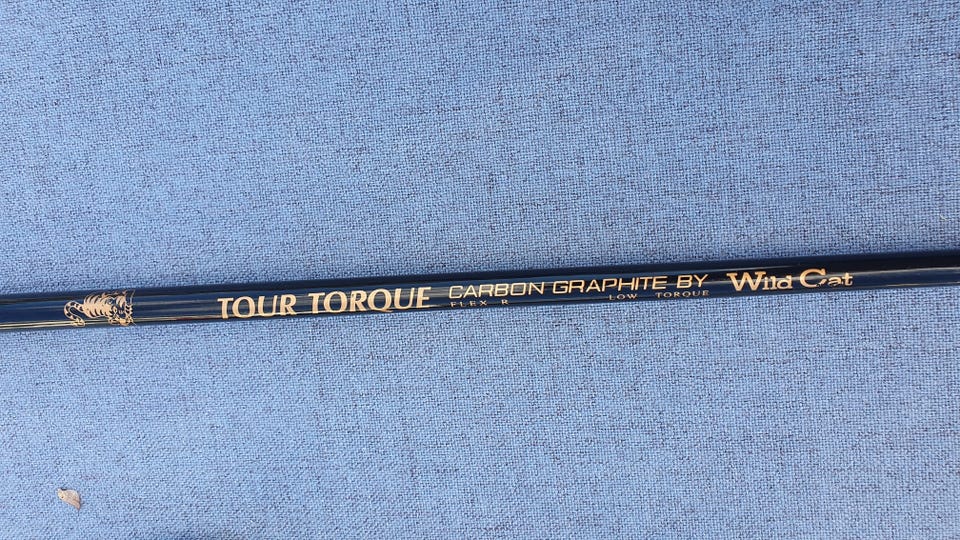 TOUR TORQUE CARBON GRAPHITE BY Wild Cat
FLEX R LOW TORQUE